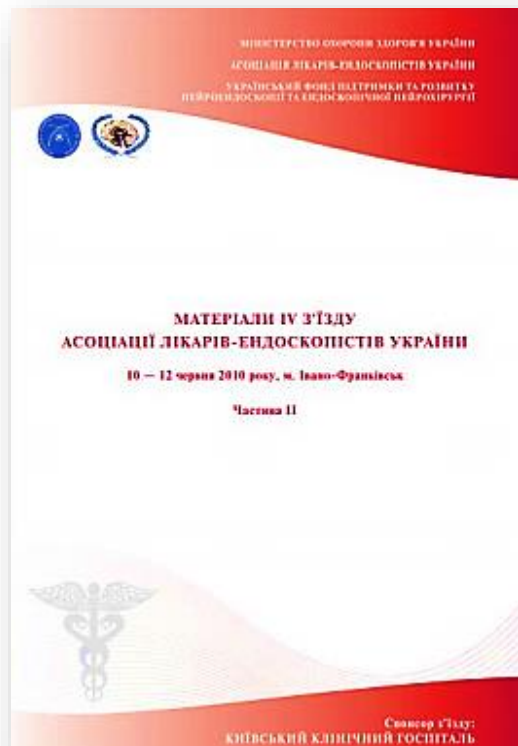 МІНІСТЕРСТВО ОХОРОНИ ЗДОРОВ'Я УКРАЇНИ
АСОЦІАЦІЯ ЛІКАРІВ-ЕНДОСКОПІСТІВ УКРАЇНИ
УКРАЇНСЬКИЙ ФОНД ПІДТРИМКИ ТА РОЗВИТКУ
НЕЙРОЕНДОСКОПІЇ ТА ЕНДОСКОПІЧНОЇ НЕЙРОХІРУРГІЇ
МАТЕРІАЛИ IV З'ЇЗДУ
АСОЦІАЦІЇ ЛІКАРІВ-ЕНДОСКОПІСТІВ УКРАЇНИ
10 — 12 червня 2010 року, м. Івано-Франківськ
Частина II
Спонсор з'їзду:
КИЇВСЬКИЙ КЛІНІЧНИЙ ГОСПІТАЛЬ